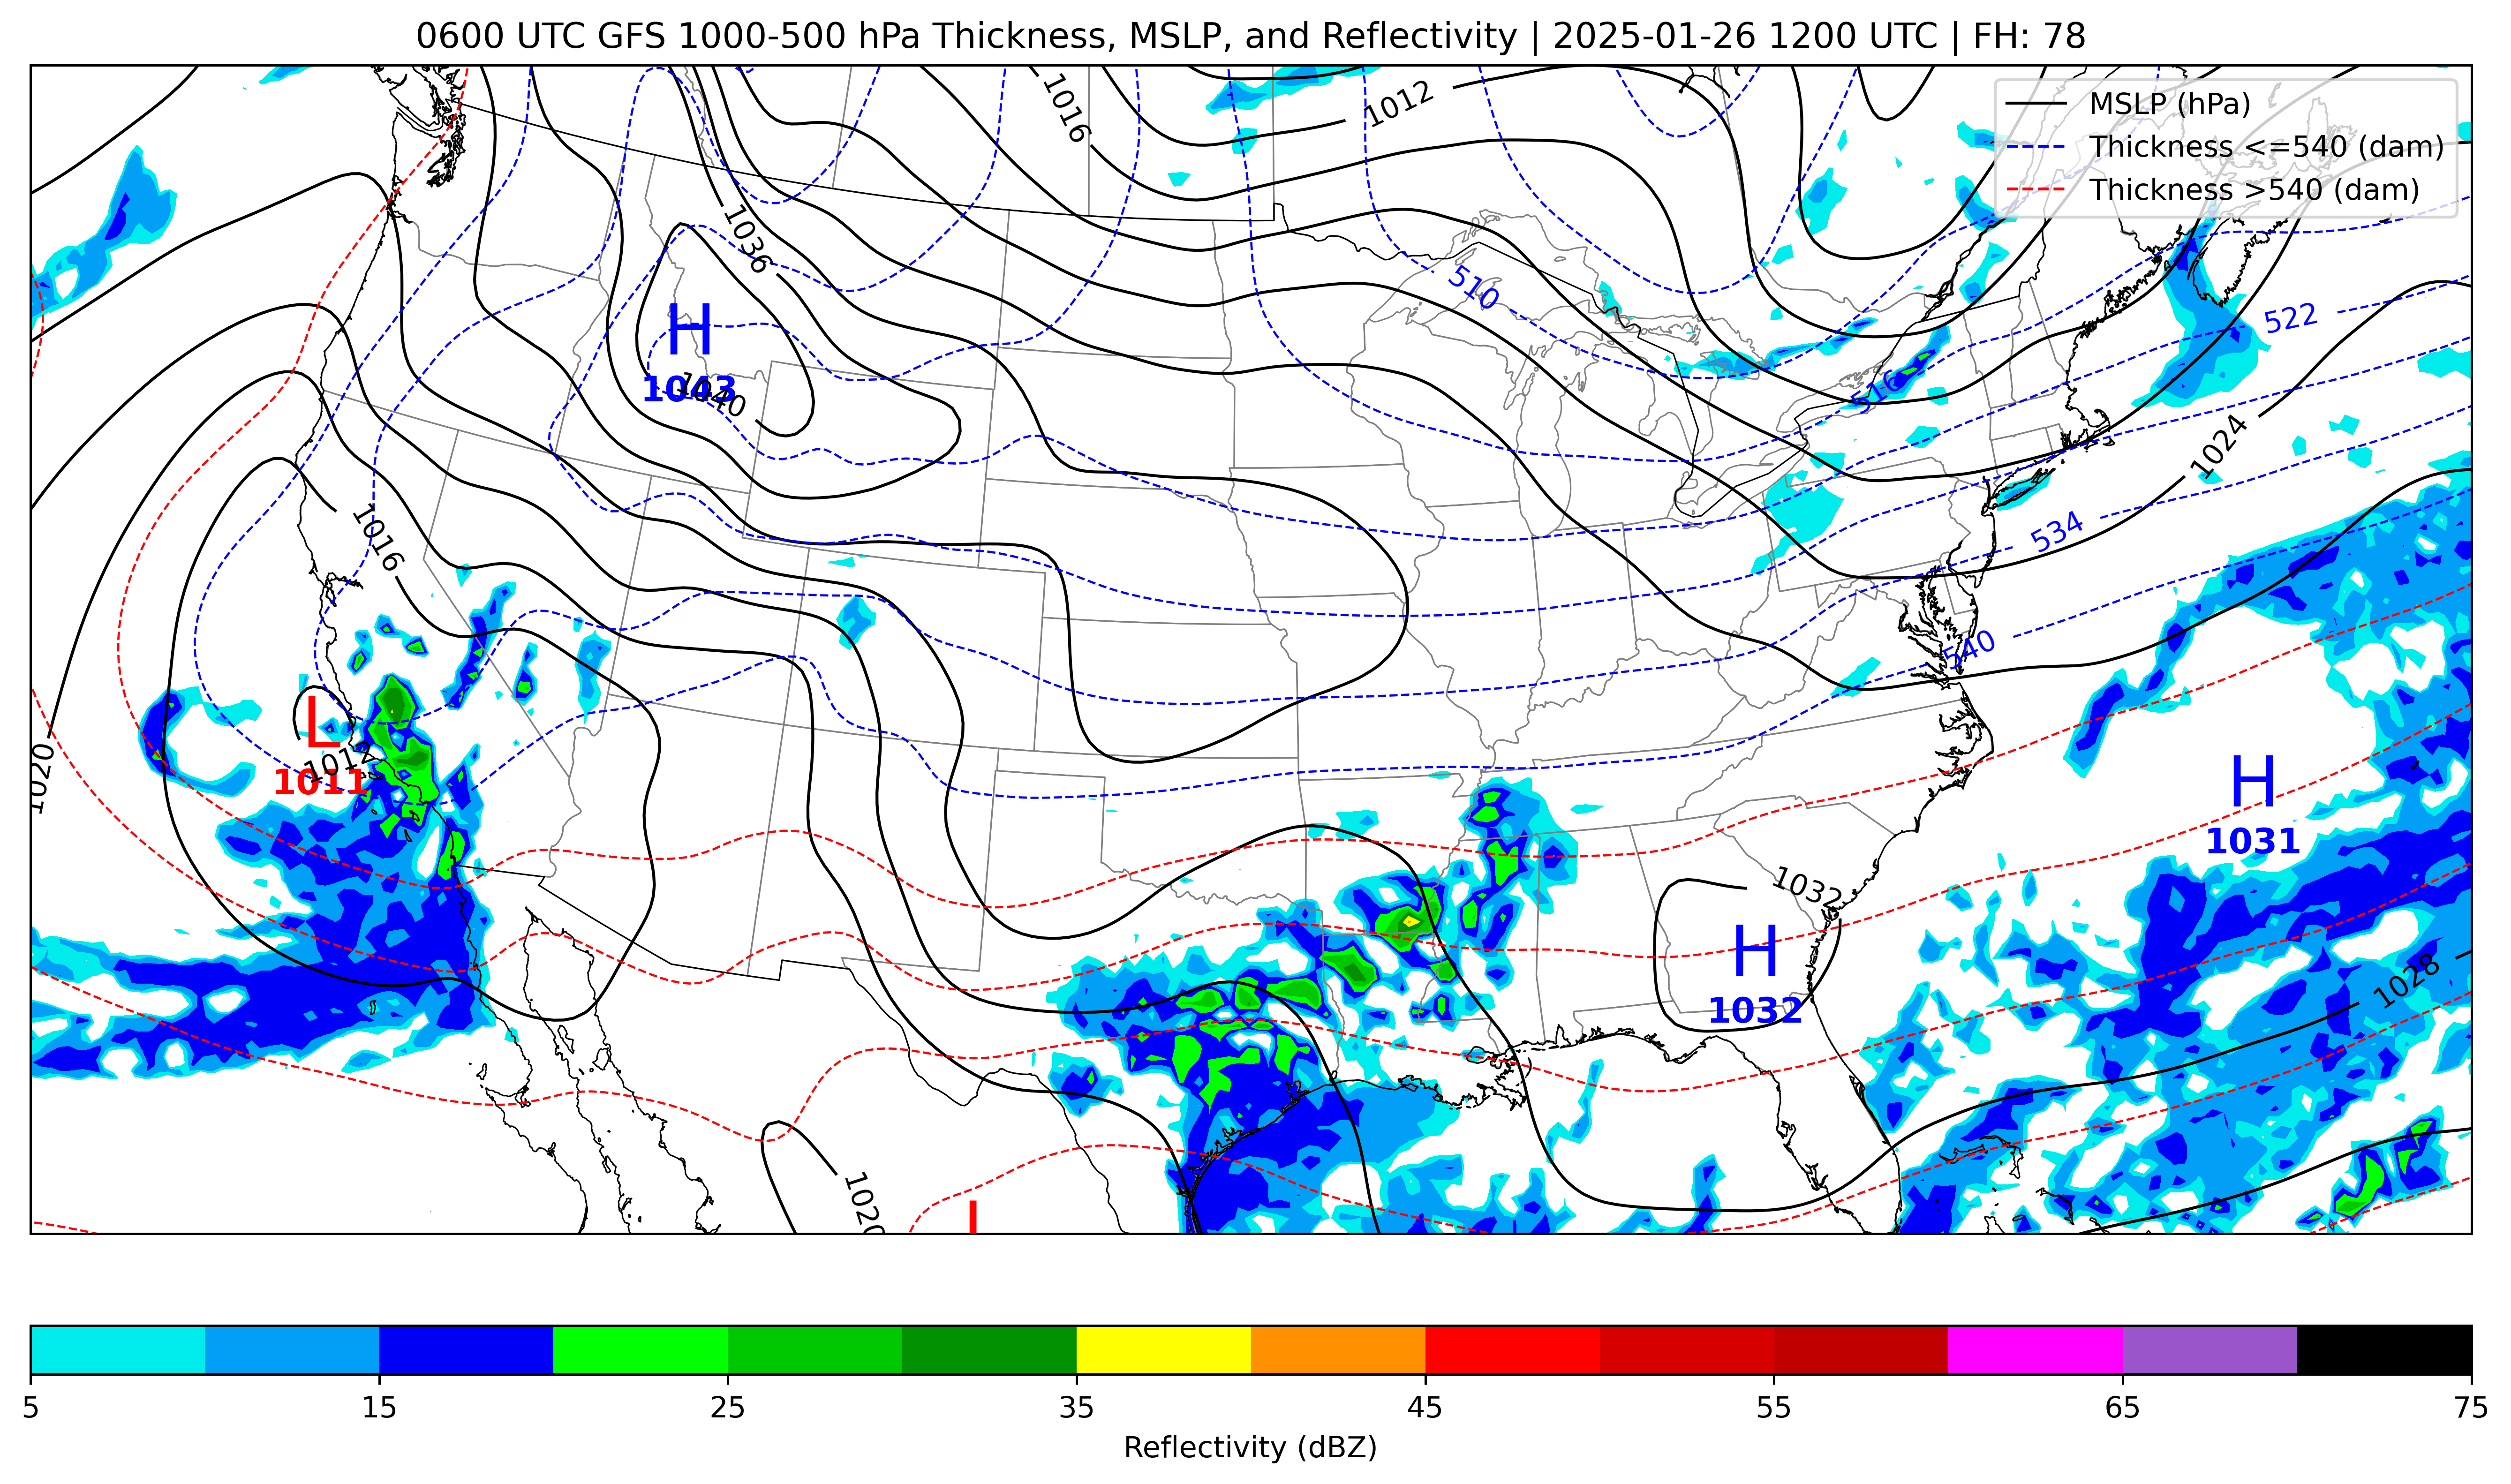 0600 UTC GFS 1000-500 hPa Thickness, MSLP, and Reflectivity | 2025-01-26 1200 UTC | FH: 78
MSLP (hPa)
Thickness <=540 (dam)
Thickness >540 (dam)
1016
1012
1036
510
522
H
1043
1040
516
1024
1016
534
540
L
1012
1011
1020
H
1031
1032
H
1032
1028
1020
L
5 15 25 35 45 55 65 75
Reflectivity (dBZ)